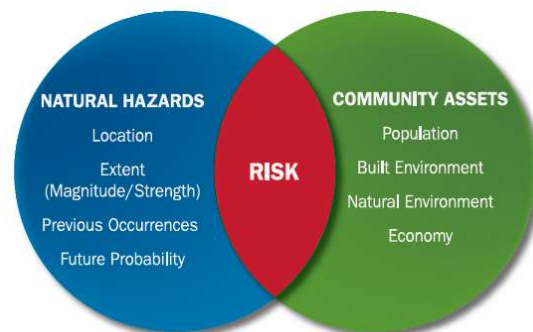 NATURAL HAZARDS
Location
Extent
(Magnitude/Strength)
Previous Occurrences
Future Probability
RISK
COMMUNITY ASSETS
Population
Built Environment
Natural Environment
Economy